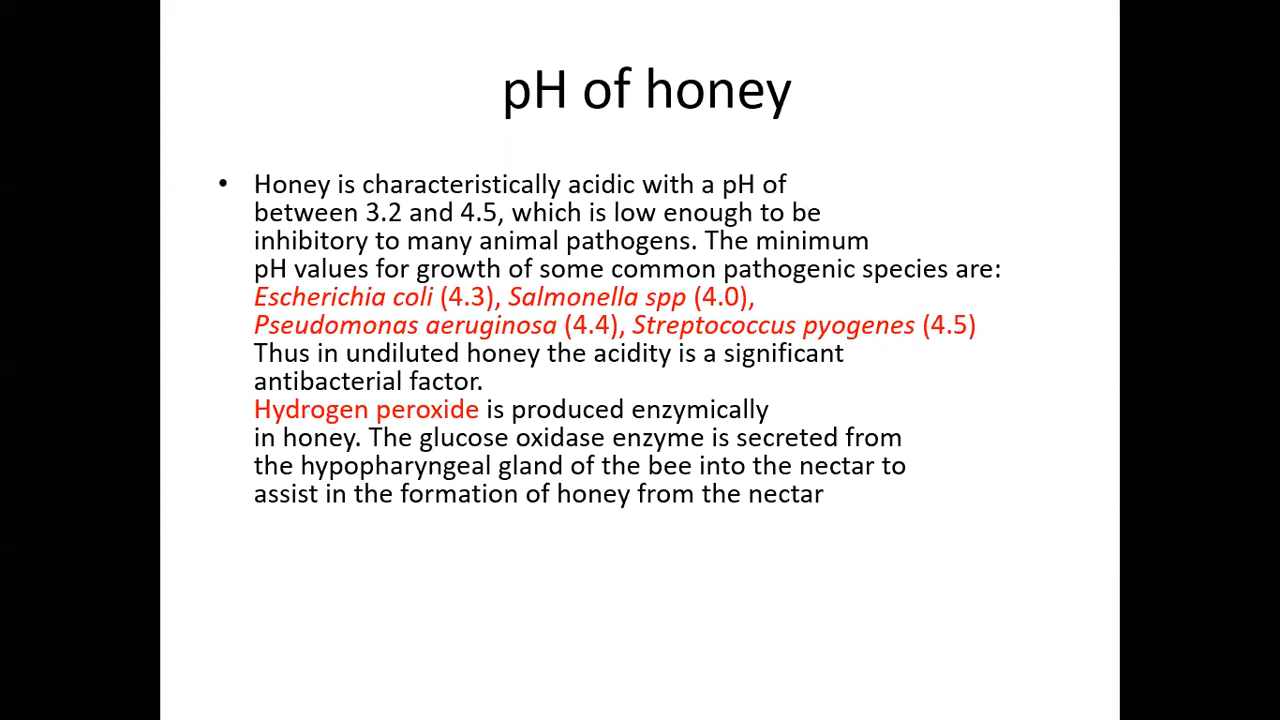 pH of honey
• Honey is characteristically acidic with a pH of
between 3.2 and 4.5, which is low enough to be
inhibitory to many animal pathogens. The minimum
pH values for growth of some common pathogenic species are:
Escherichia coli (4.3), Salmonella spp (4.0),
Pseudomonas aeruginosa (4.4), Streptococcus pyogenes (4.5)
Thus in undiluted honey the acidity is a significant
antibacterial factor.
Hydrogen peroxide is produced enzymically
in honey. The glucose oxidase enzyme is secreted from
the hypopharyngeal gland of the bee into the nectar to
assist in the formation of honey from the nectar